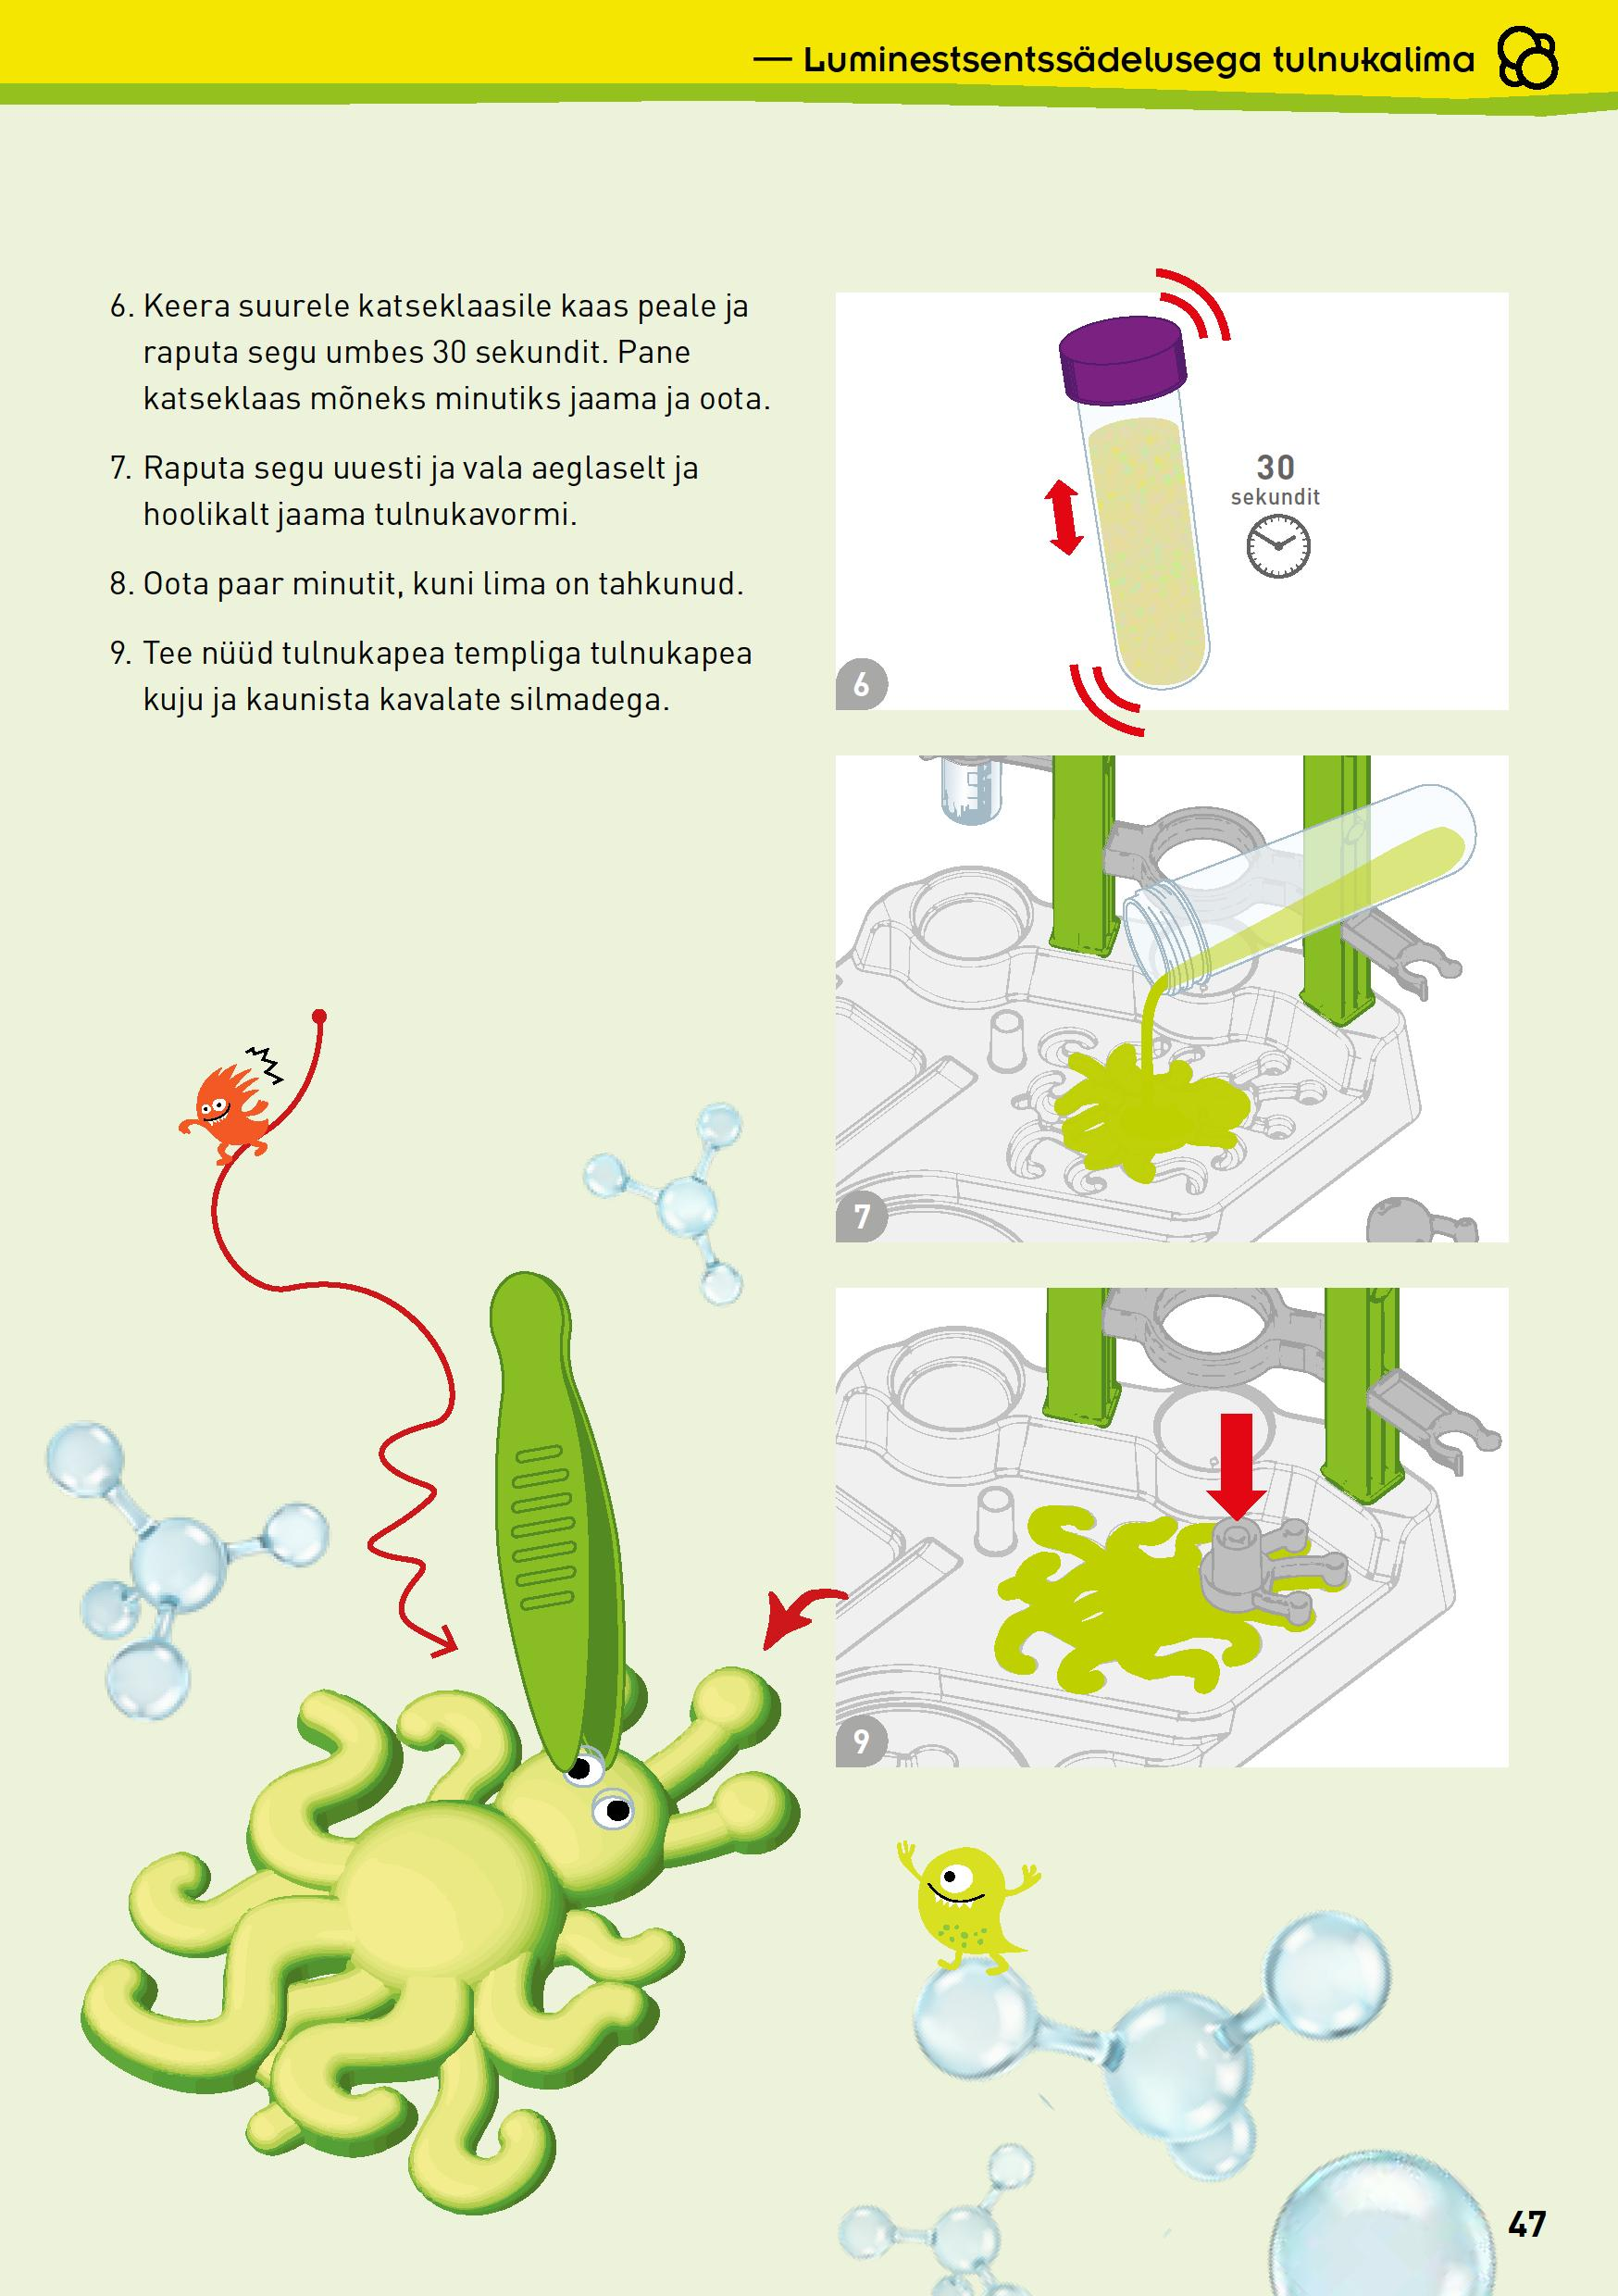 — Luminestsentssädelusega tulnukalima
6. Keera suurele katseklaasile kaas peale ja
raputa segu umbes 30 sekundit. Pane
katseklaas mõneks minutiks jaama ja oota.
7. Raputa segu uuesti ja vala aeglaselt ja
hoolikalt jaama tulnukavormi.
8. Oota paar minutit, kuni lima on tahkunud.
9. Tee nüüd tulnukapea templiga tulnukapea
kuju ja kaunista kavalate silmadega.
30
sekundit
6
7
9
47